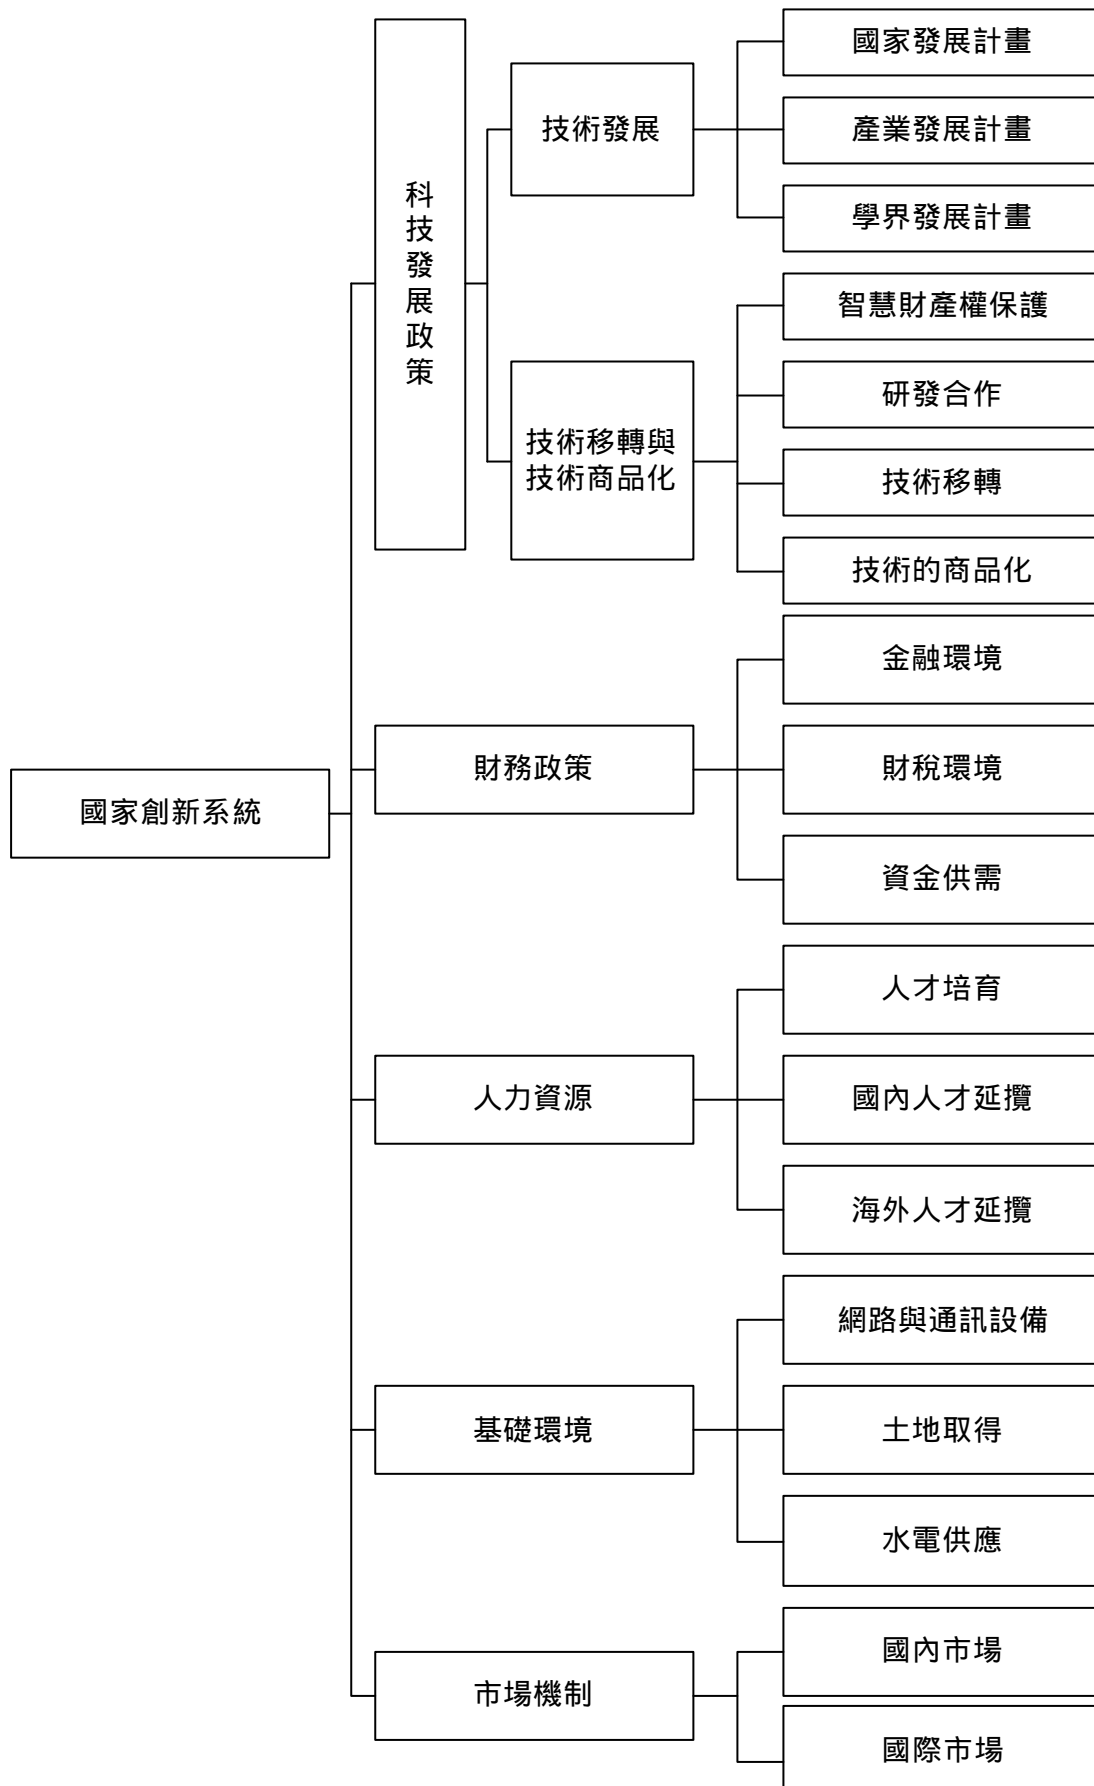 國家創新系統
科技發展政策
技術發展
國家發展計畫
產業發展計畫
學界發展計畫
技術移轉與
技術商品化
智慧財產權保護
研發合作
技術移轉
技術的商品化
財務政策
金融環境
財稅環境
資金供需
人力資源
人才培育
國內人才延攬
海外人才延攬
基礎環境
網路與通訊設備
土地取得
水電供應
市場機制
國內市場
國際市場